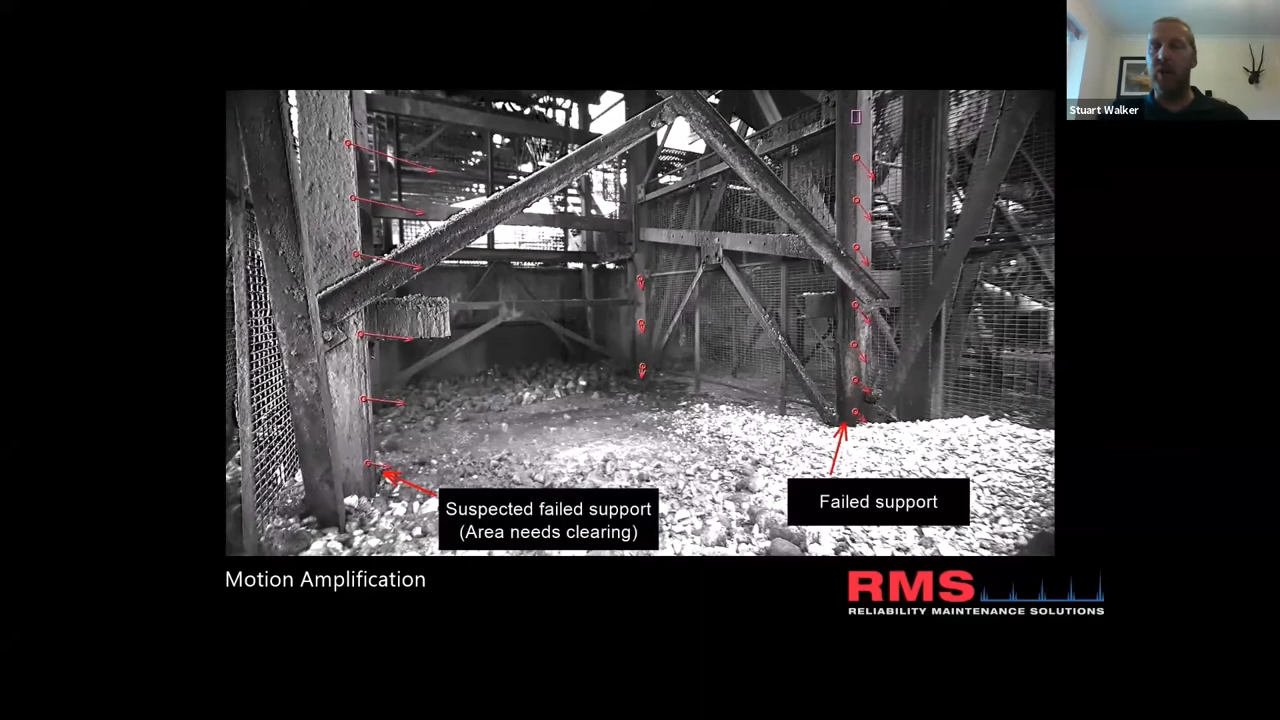 Stuart Walker
Suspected failed support
(Area needs clearing)
Failed support
Motion Amplification
RMS
RELIABILITY MAINTENANCE SOLUTIONS